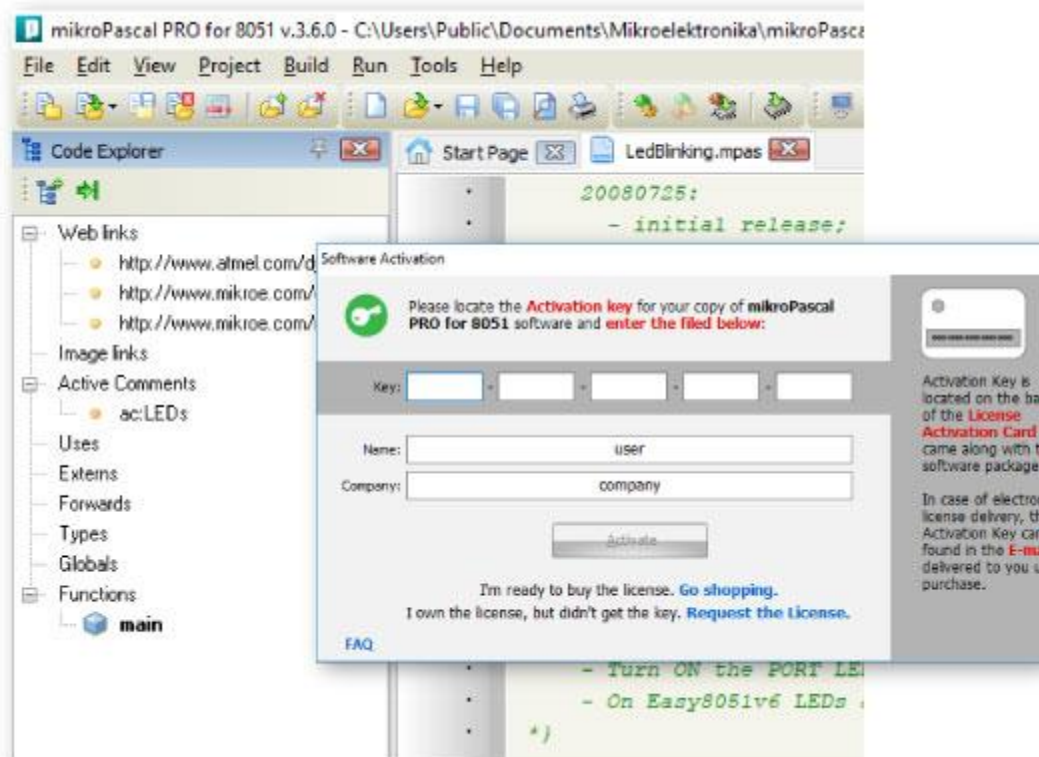 mikroPascal PRO for 8051 v.3.6.0 - C:\Users\Public\Documents\Mikroelektronika\mikroPasca
File Edit View Project Build Run Tools Help
Code Explorer
Start Page LedBlinking.mpas
20080725:
- initial release;
Web links
http://www.atmel.com/d
http://www.mikroe.com/
http://www.mikroe.com/
Image links
Active Comments
ac:LEDs
Uses
Externs
Forwards
Types
Globals
Functions
main
Software Activation
Please locate the Activation key for your copy of mikroPascal
PRO for 8051 software and enter the filed below:
Key: - - - -
Name: user
Company: company
Activate
I'm ready to buy the license. Go shopping.
I own the license, but didn't get the key. Request the License.
FAQ
Activation Key is
located on the ba
of the License
Activation Card
came along with t
software package
In case of electro
license delivery, th
Activation Key car
found in the E-ma
delivered to you u
purchase.
- Turn ON the PORT LE
- On Easy8051v6 LEDs
*)